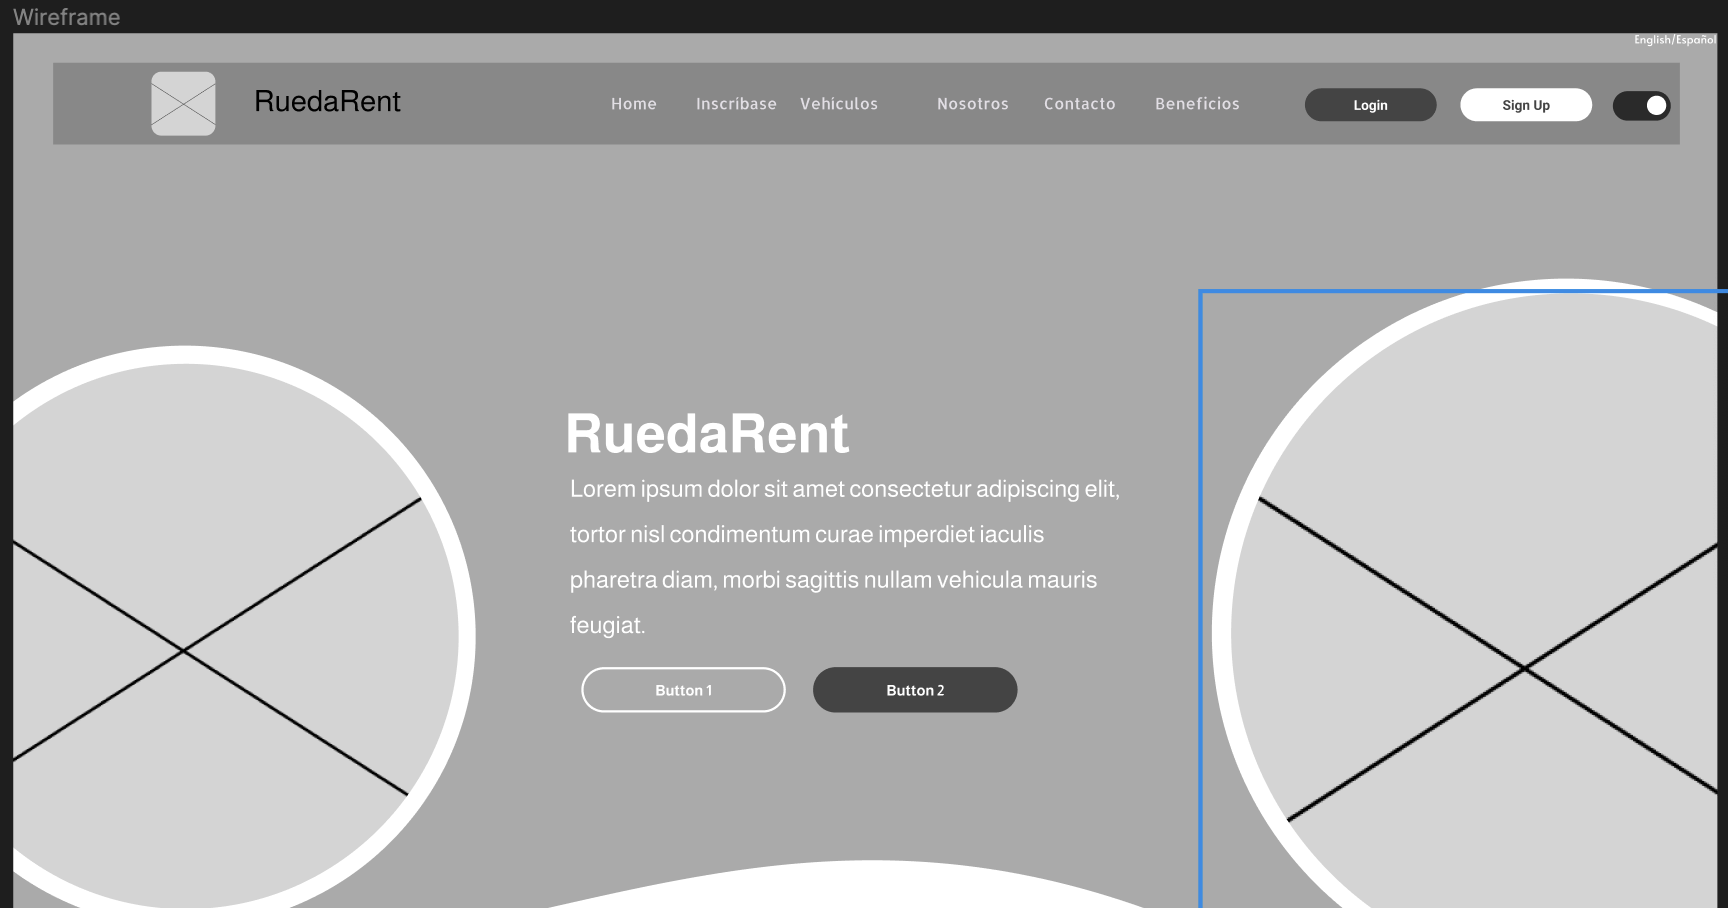 Wireframe
English/Español
RuedaRent
Home
Inscríbase
Vehículos
Nosotros
Contacto
Beneficios
Login
Sign Up
RuedaRent
Lorem ipsum dolor sit amet consectetur adipiscing elit,
tortor nisl condimentum curae imperdiet iaculis
pharetra diam, morbi sagittis nullam vehicula mauris
feugiat.
Button 1
Button 2